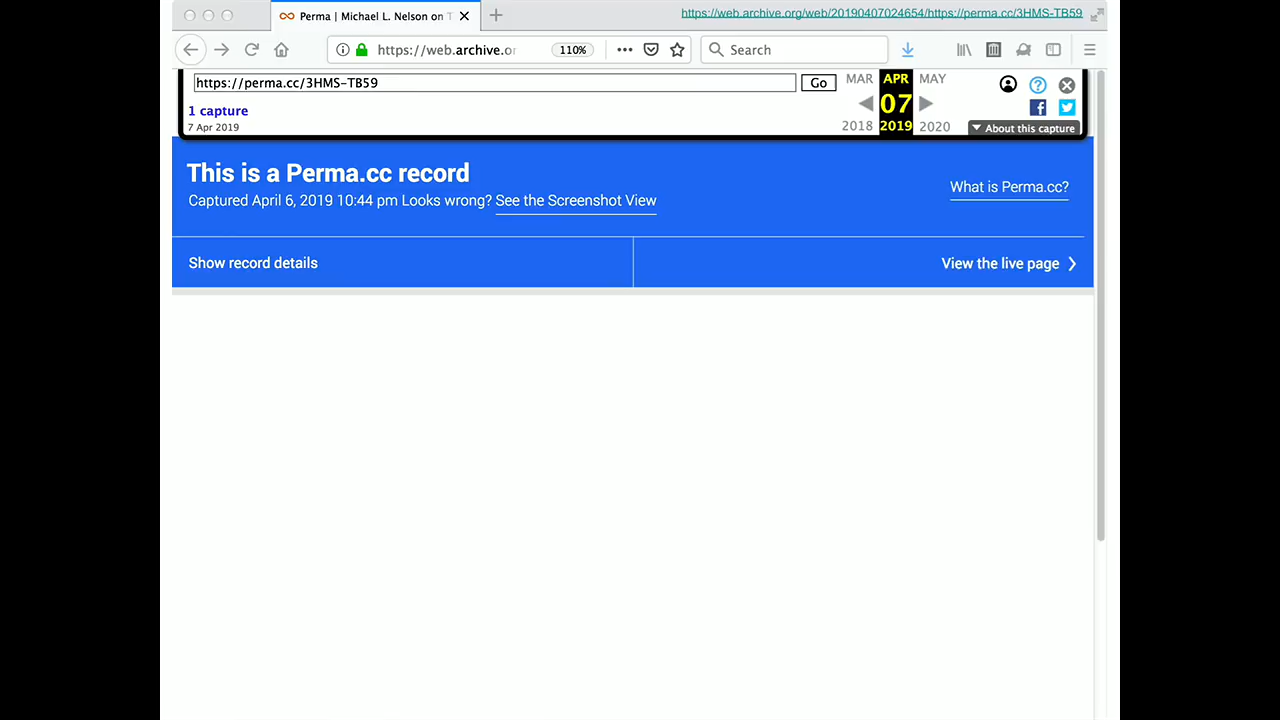 Perma | Michael L. Nelson on T
https://web.archive.org/web/20190407024654/https://perma.cc/3HMS-TB59
https://web.archive.or
110%
Search
https://perma.cc/3HMS-TB59
Go
MAR
APR
MAY
07
1 capture
7 Apr 2019
2018
2019
2020
About this capture
This is a Perma.cc record
Captured April 6, 2019 10:44 pm Looks wrong? See the Screenshot View
What is Perma.cc?
Show record details
View the live page